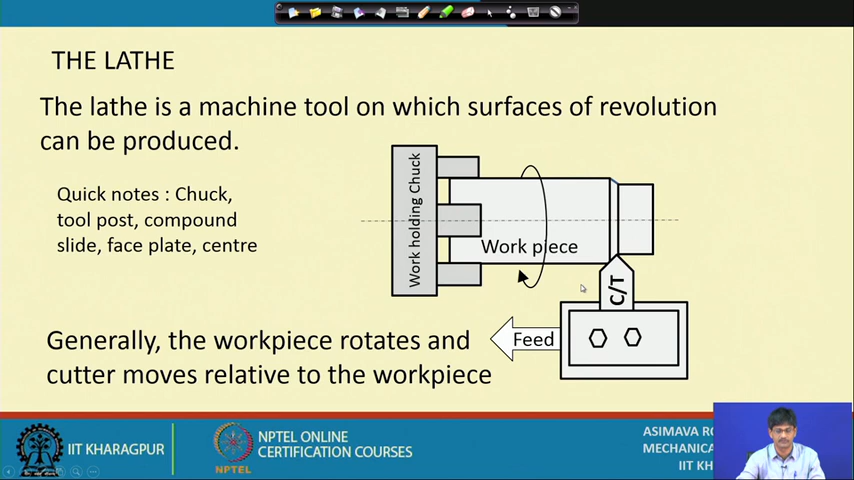 THE LATHE
The lathe is a machine tool on which surfaces of revolution
can be produced.
Quick notes : Chuck,
tool post, compound
slide, face plate, centre
Work holding Chuck
Work piece
C/T
Feed
Generally, the workpiece rotates and
cutter moves relative to the workpiece
IIT KHARAGPUR
NPTEL
NPTEL ONLINE
CERTIFICATION COURSES
ASIMAVA RO
MECHANICA
IIT KH